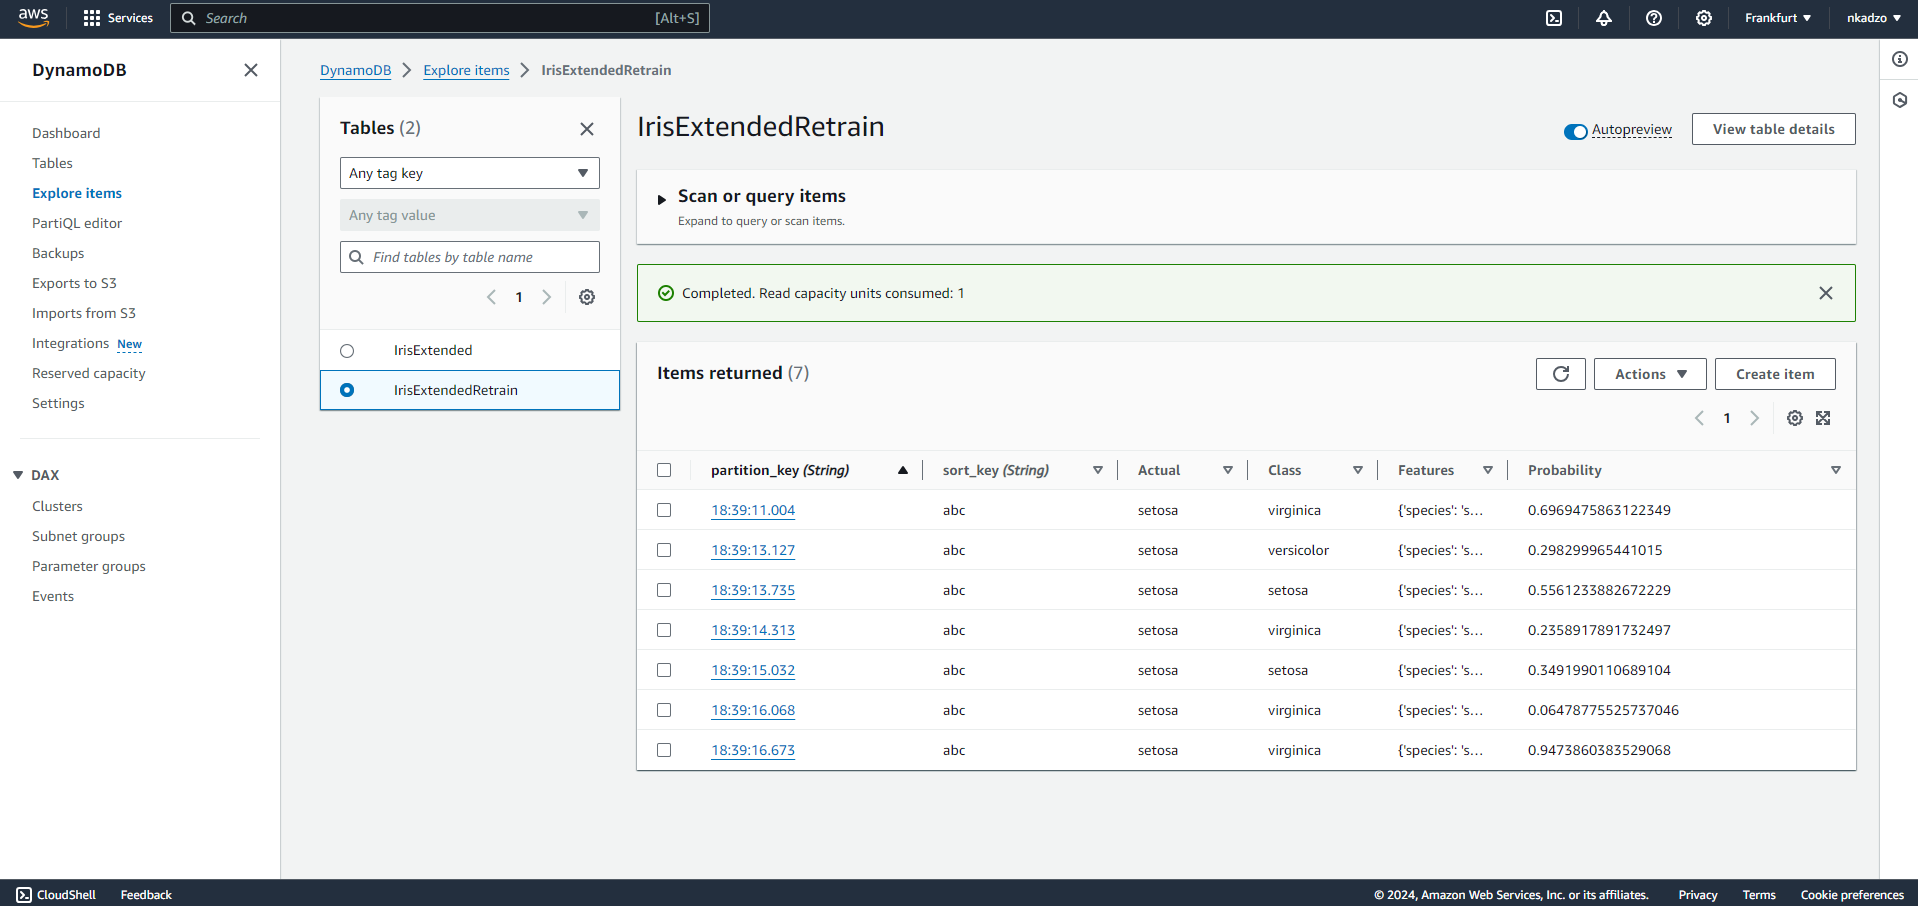 aws
Services
Search
[Alt+S]
Frankfurt
nkadzo
DynamoDB
Dashboard
Tables
Explore items
PartiQL editor
Backups
Exports to S3
Imports from S3
Integrations New
Reserved capacity
Settings
DAX
Clusters
Subnet groups
Parameter groups
Events
DynamoDB
Explore items
IrisExtendedRetrain
Tables (2)
Any tag key
Any tag value
Find tables by table name
1
IrisExtended
IrisExtendedRetrain
IrisExtendedRetrain
Autopreview
View table details
Scan or query items
Expand to query or scan items.
Completed. Read capacity units consumed: 1
Items returned (7)
Actions
Create item
1
partition_key (String) sort_key (String) Actual Class Features Probability
18:39:11.004 abc setosa virginica {'species': 's... 0.6969475863122349
18:39:13.127 abc setosa versicolor {'species': 's... 0.298299965441015
18:39:13.735 abc setosa setosa {'species': 's... 0.5561233882672229
18:39:14.313 abc setosa virginica {'species': 's... 0.2358917891732497
18:39:15.032 abc setosa setosa {'species': 's... 0.3491990110689104
18:39:16.068 abc setosa virginica {'species': 's... 0.06478775525737046
18:39:16.673 abc setosa virginica {'species': 's... 0.9473860383529068
CloudShell
Feedback
© 2024, Amazon Web Services, Inc. or its affiliates.
Privacy
Terms
Cookie preferences